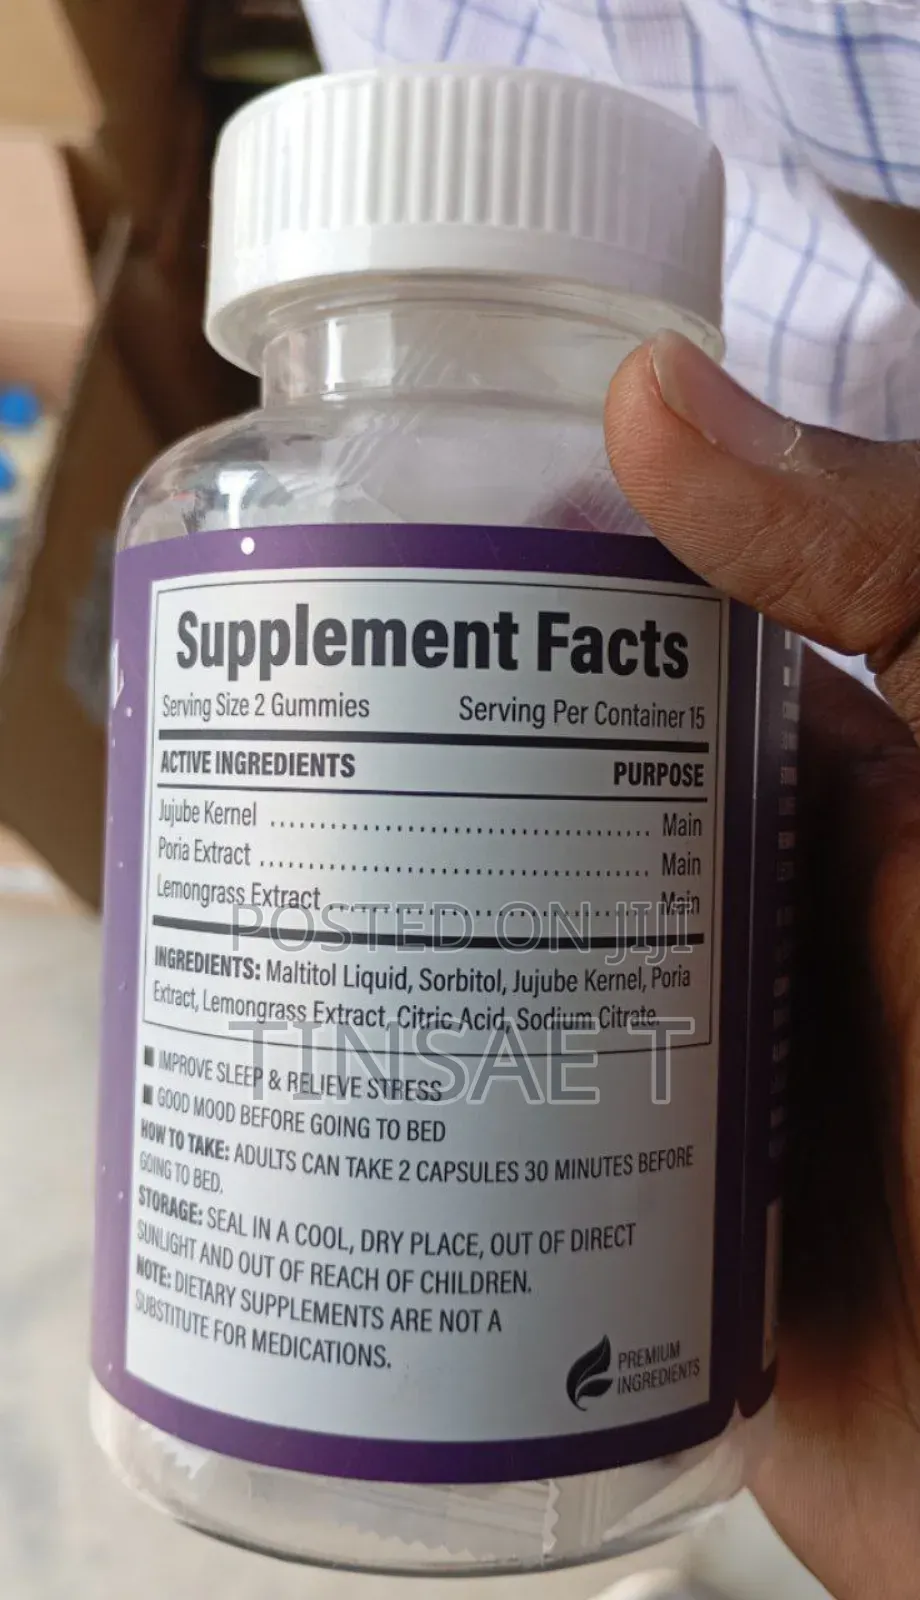 Supplement Facts
Serving Size 2 Gummies Serving Per Container 15
ACTIVE INGREDIENTS PURPOSE
Jujube Kernel ........................................ Main
Poria Extract ........................................ Main
Lemongrass Extract ........................................ Main
POSTED ON JIJI
INGREDIENTS: Maltitol Liquid, Sorbitol, Jujube Kernel, Poria
Extract, Lemongrass Extract, Citric Acid, Sodium Citrate.
TINSAE T
■ IMPROVE SLEEP & RELIEVE STRESS
■ GOOD MOOD BEFORE GOING TO BED
HOW TO TAKE: ADULTS CAN TAKE 2 CAPSULES 30 MINUTES BEFORE
GOING TO BED.
STORAGE: SEAL IN A COOL, DRY PLACE, OUT OF DIRECT
SUNLIGHT AND OUT OF REACH OF CHILDREN.
NOTE: DIETARY SUPPLEMENTS ARE NOT A
SUBSTITUTE FOR MEDICATIONS.
PREMIUM
INGREDIENTS